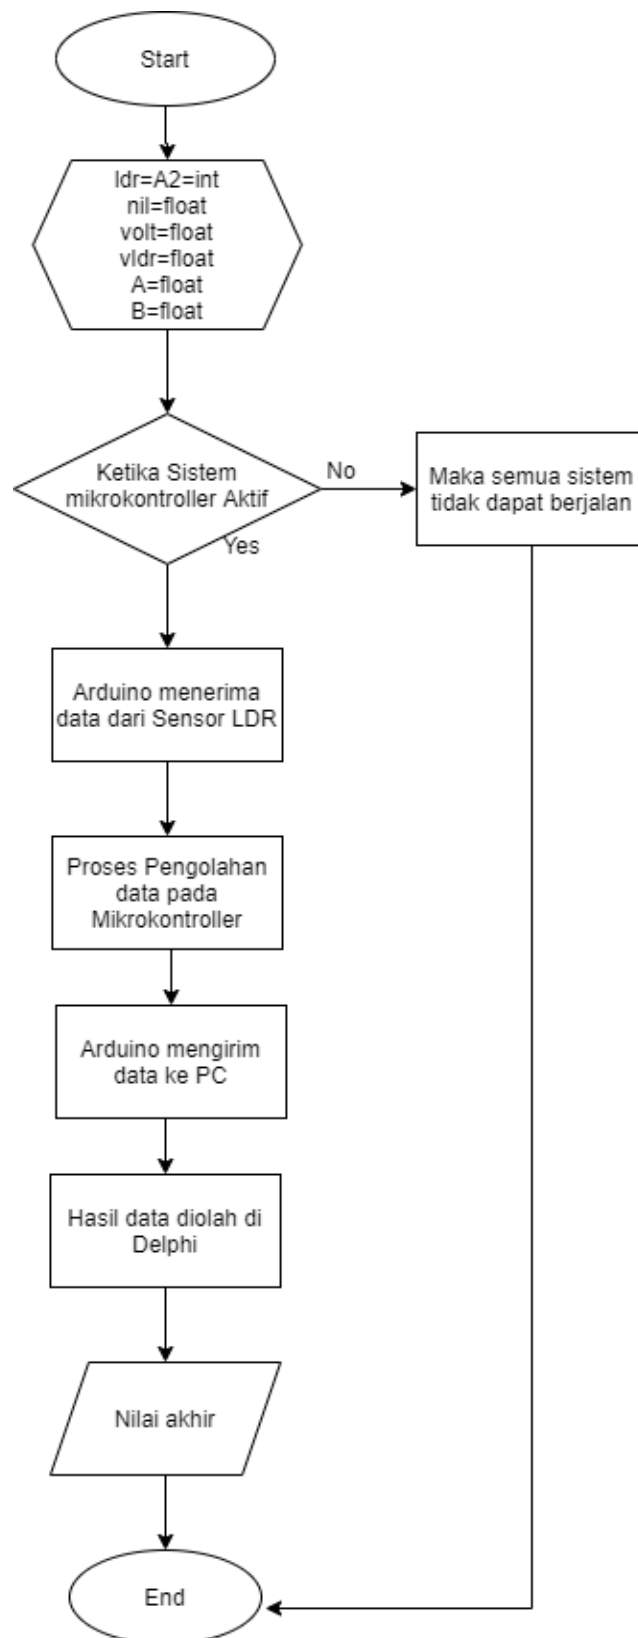 Start
ldr=A2=int
nil=float
volt=float
vldr=float
A=float
B=float
Ketika Sistem
mikrokontroller Aktif
No
Maka semua sistem
tidak dapat berjalan
Yes
Arduino menerima
data dari Sensor LDR
Proses Pengolahan
data pada
Mikrokontroller
Arduino mengirim
data ke PC
Hasil data diolah di
Delphi
Nilai akhir
End